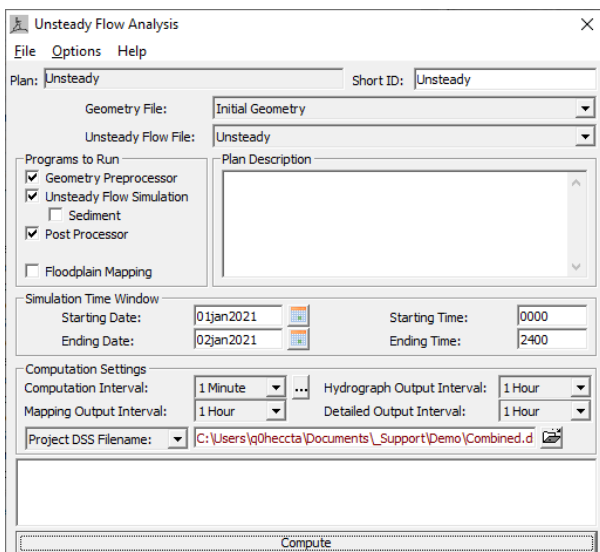 Unsteady Flow Analysis
File Options Help
Plan: Unsteady Short ID: Unsteady
Geometry File: Initial Geometry
Unsteady Flow File: Unsteady
Programs to Run
Geometry Preprocessor
Unsteady Flow Simulation
Sediment
Post Processor
Floodplain Mapping
Plan Description
Simulation Time Window
Starting Date: 01jan2021 Starting Time: 0000
Ending Date: 02jan2021 Ending Time: 2400
Computation Settings
Computation Interval: 1 Minute ... Hydrograph Output Interval: 1 Hour
Mapping Output Interval: 1 Hour Detailed Output Interval: 1 Hour
Project DSS Filename: C:\Users\q0heccta\Documents\_Support\Demo\Combined.d
Compute